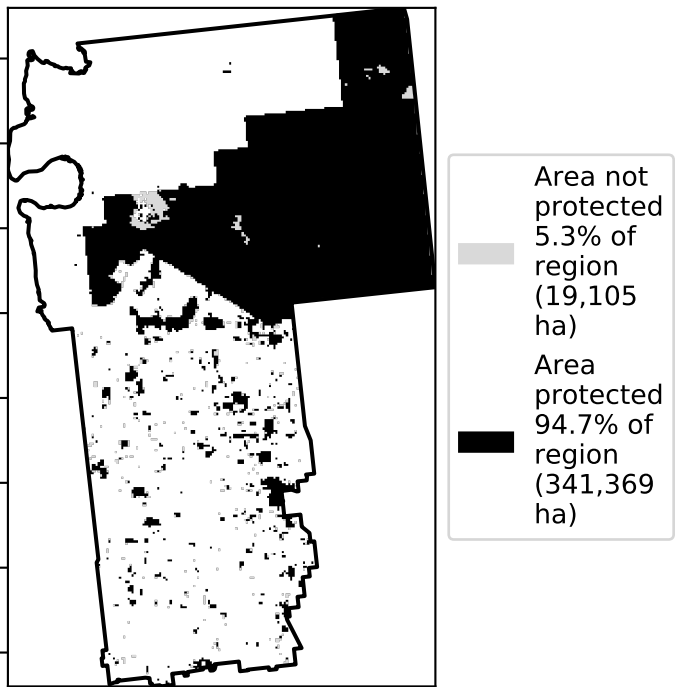 Area not
protected
5.3% of
region
(19,105
ha)
Area
protected
94.7% of
region
(341,369
ha)